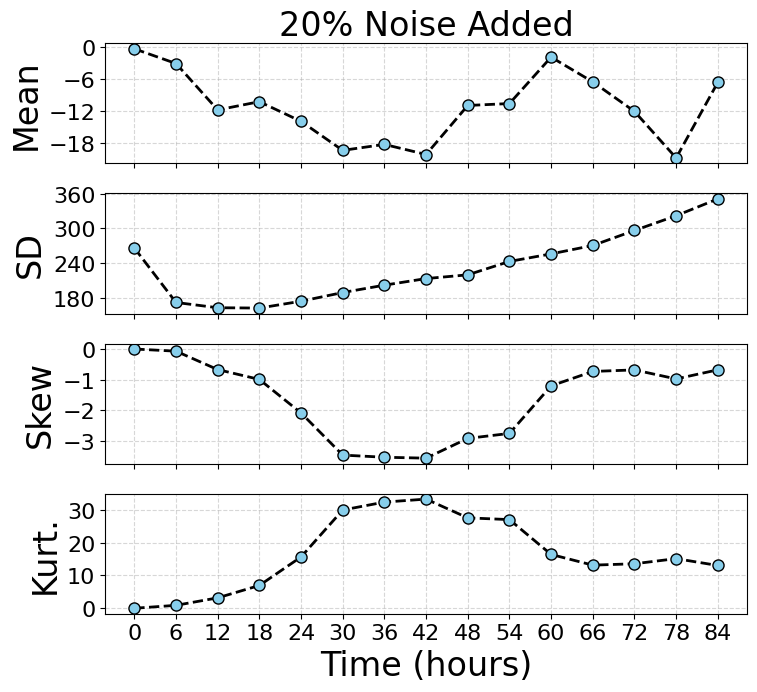 20% Noise Added
Mean
0
−6
−12
−18
SD
360
300
240
180
Skew
0
−1
−2
−3
Kurt.
30
20
10
0
0 6 12 18 24 30 36 42 48 54 60 66 72 78 84
Time (hours)